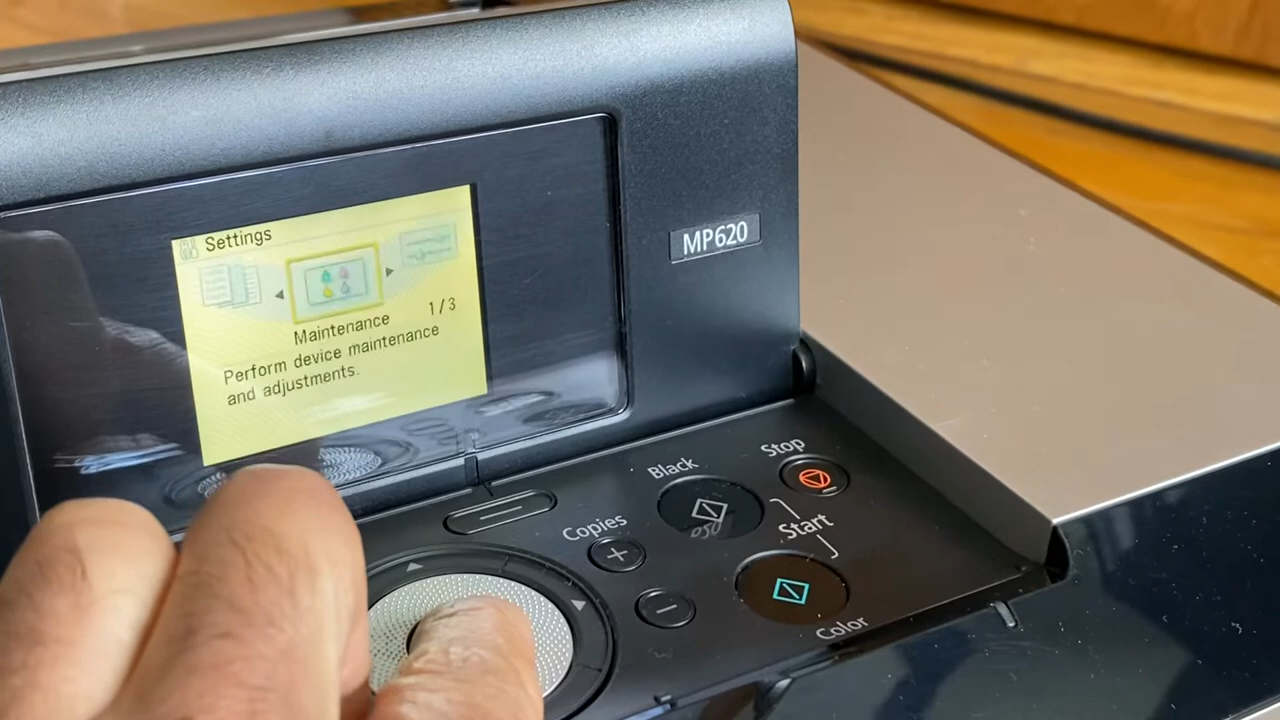 Settings
Maintenance 1/3
Perform device maintenance
and adjustments.
MP620
Black
Stop
Copies
Start
Color